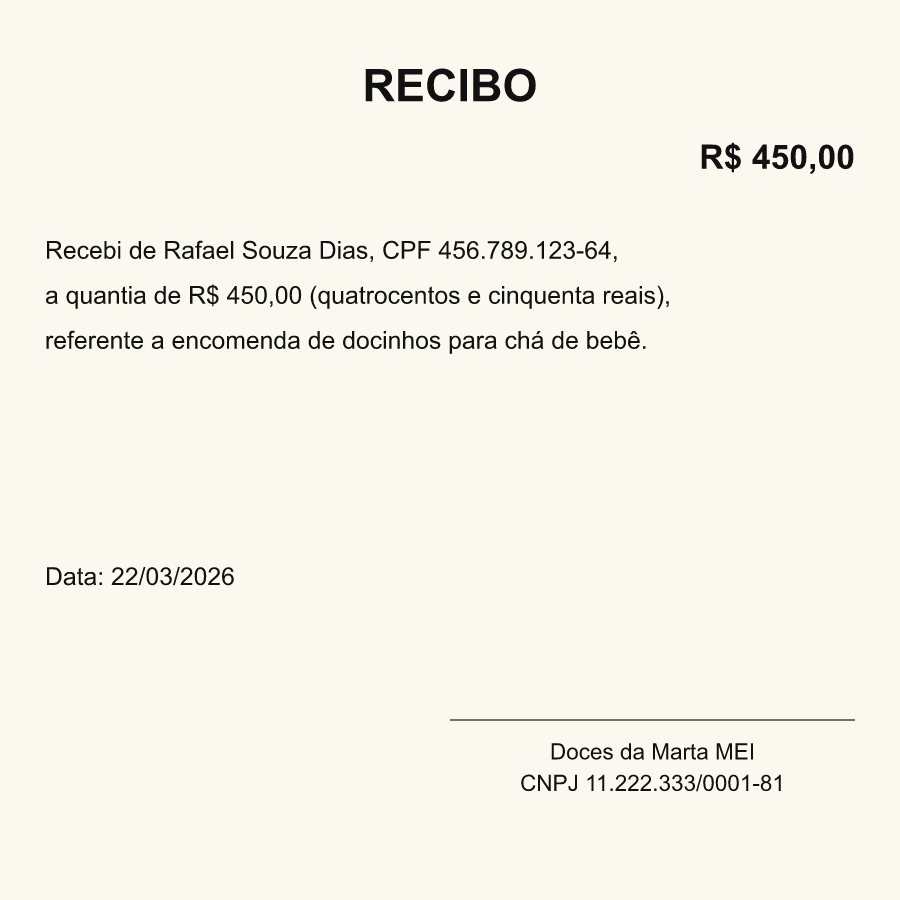 RECIBO
R$ 450,00
Recebi de Rafael Souza Dias, CPF 456.789.123-64,
a quantia de R$ 450,00 (quatrocentos e cinquenta reais),
referente a encomenda de docinhos para chá de bebê.
Data: 22/03/2026
Doces da Marta MEI
CNPJ 11.222.333/0001-81